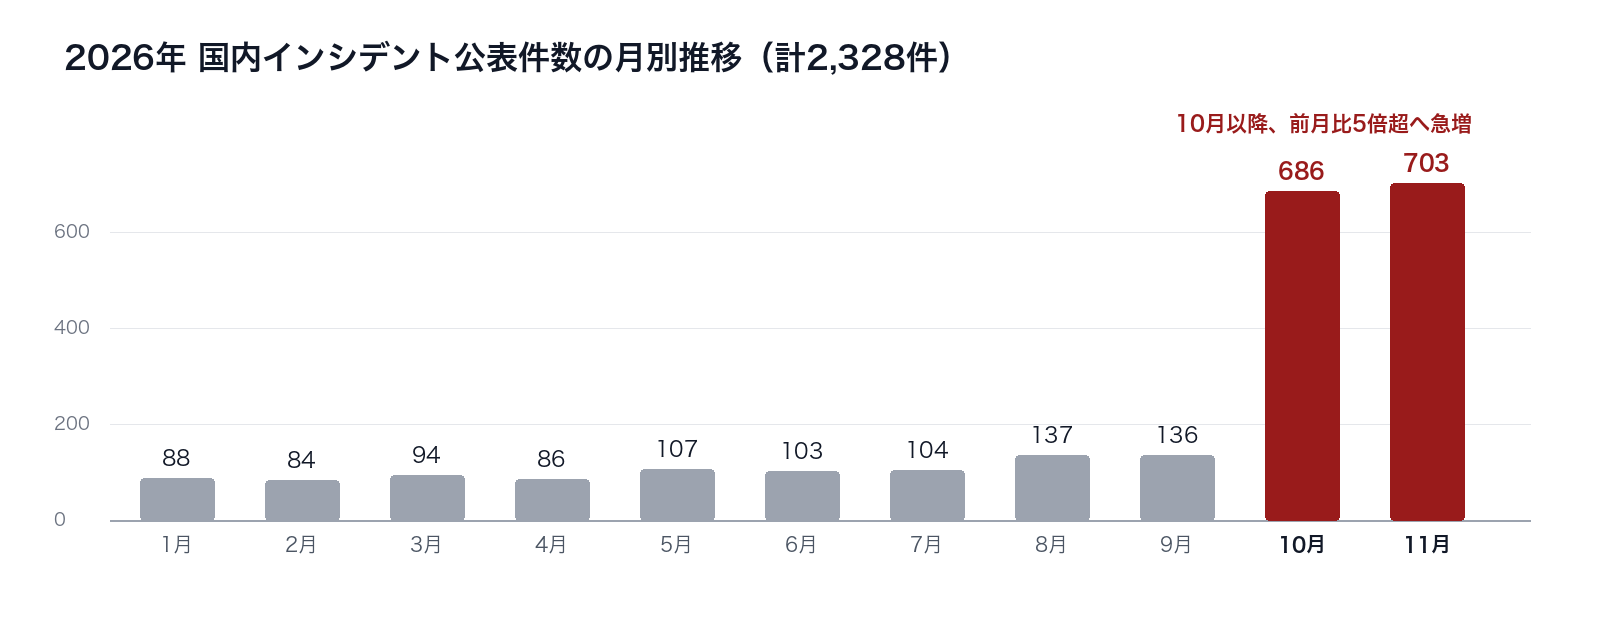 2026年 国内インシデント公表件数の月別推移（計2,328件）
10月以降、前月比5倍超へ急増
686
703
600
400
200
0
88
84
94
86
107
103
104
137
136
1月
2月
3月
4月
5月
6月
7月
8月
9月
10月
11月